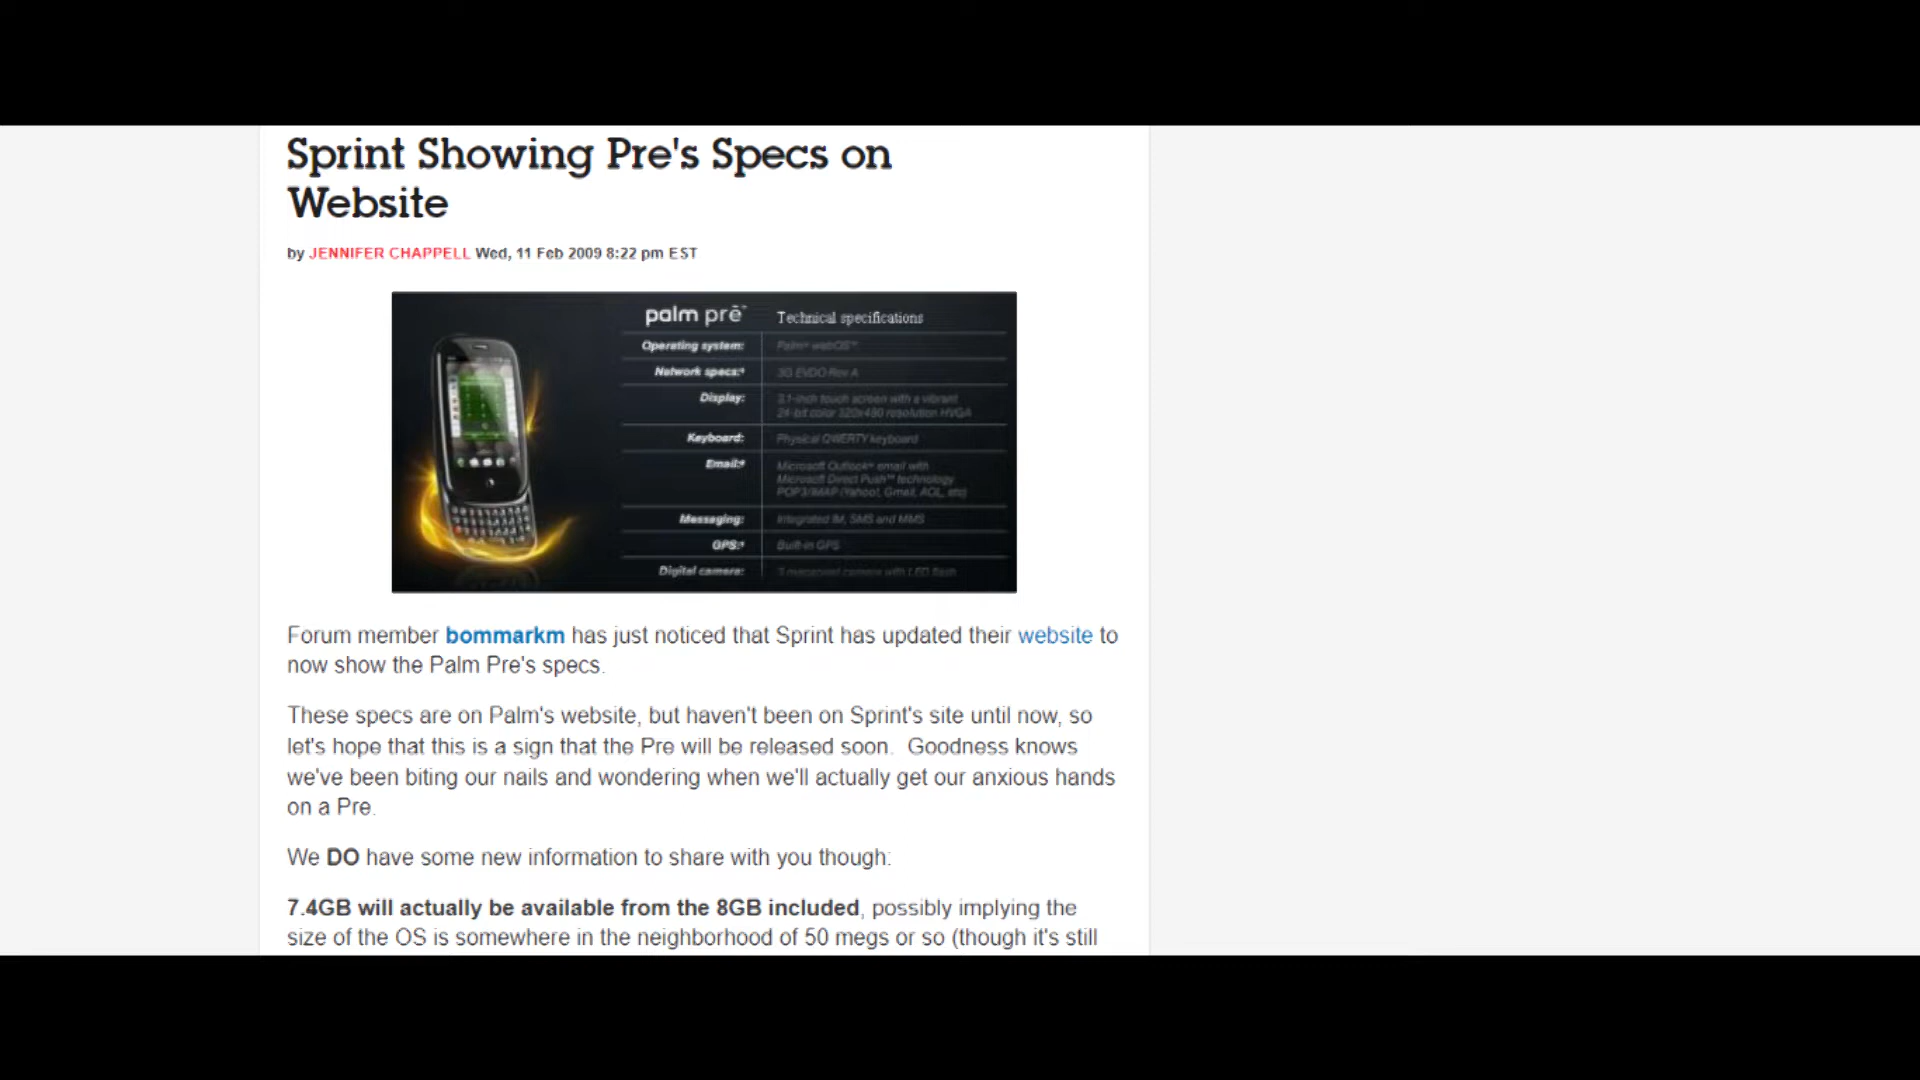 Sprint Showing Pre's Specs on
Website
by JENNIFER CHAPPELL Wed, 11 Feb 2009 8:22 pm EST
palm prē™ Technical specifications
Operating system: Palm® webOS™
Network specs:* 3G EVDO Rev A
Display: 3.1-inch touch screen with a vibrant
24-bit color 320x480 resolution HVGA
Keyboard: Physical QWERTY keyboard
Email:* Microsoft Outlook® email with
Microsoft Direct Push™ technology
POP3/IMAP (Yahoo!, Gmail, AOL, etc)
Messaging: Integrated IM, SMS and MMS
GPS:* Built-in GPS
Digital camera: 3 megapixel camera with LED flash
Forum member bommarkm has just noticed that Sprint has updated their website to
now show the Palm Pre's specs.
These specs are on Palm's website, but haven't been on Sprint's site until now, so
let's hope that this is a sign that the Pre will be released soon.  Goodness knows
we've been biting our nails and wondering when we'll actually get our anxious hands
on a Pre.
We DO have some new information to share with you though:
7.4GB will actually be available from the 8GB included, possibly implying the
size of the OS is somewhere in the neighborhood of 50 megs or so (though it's still